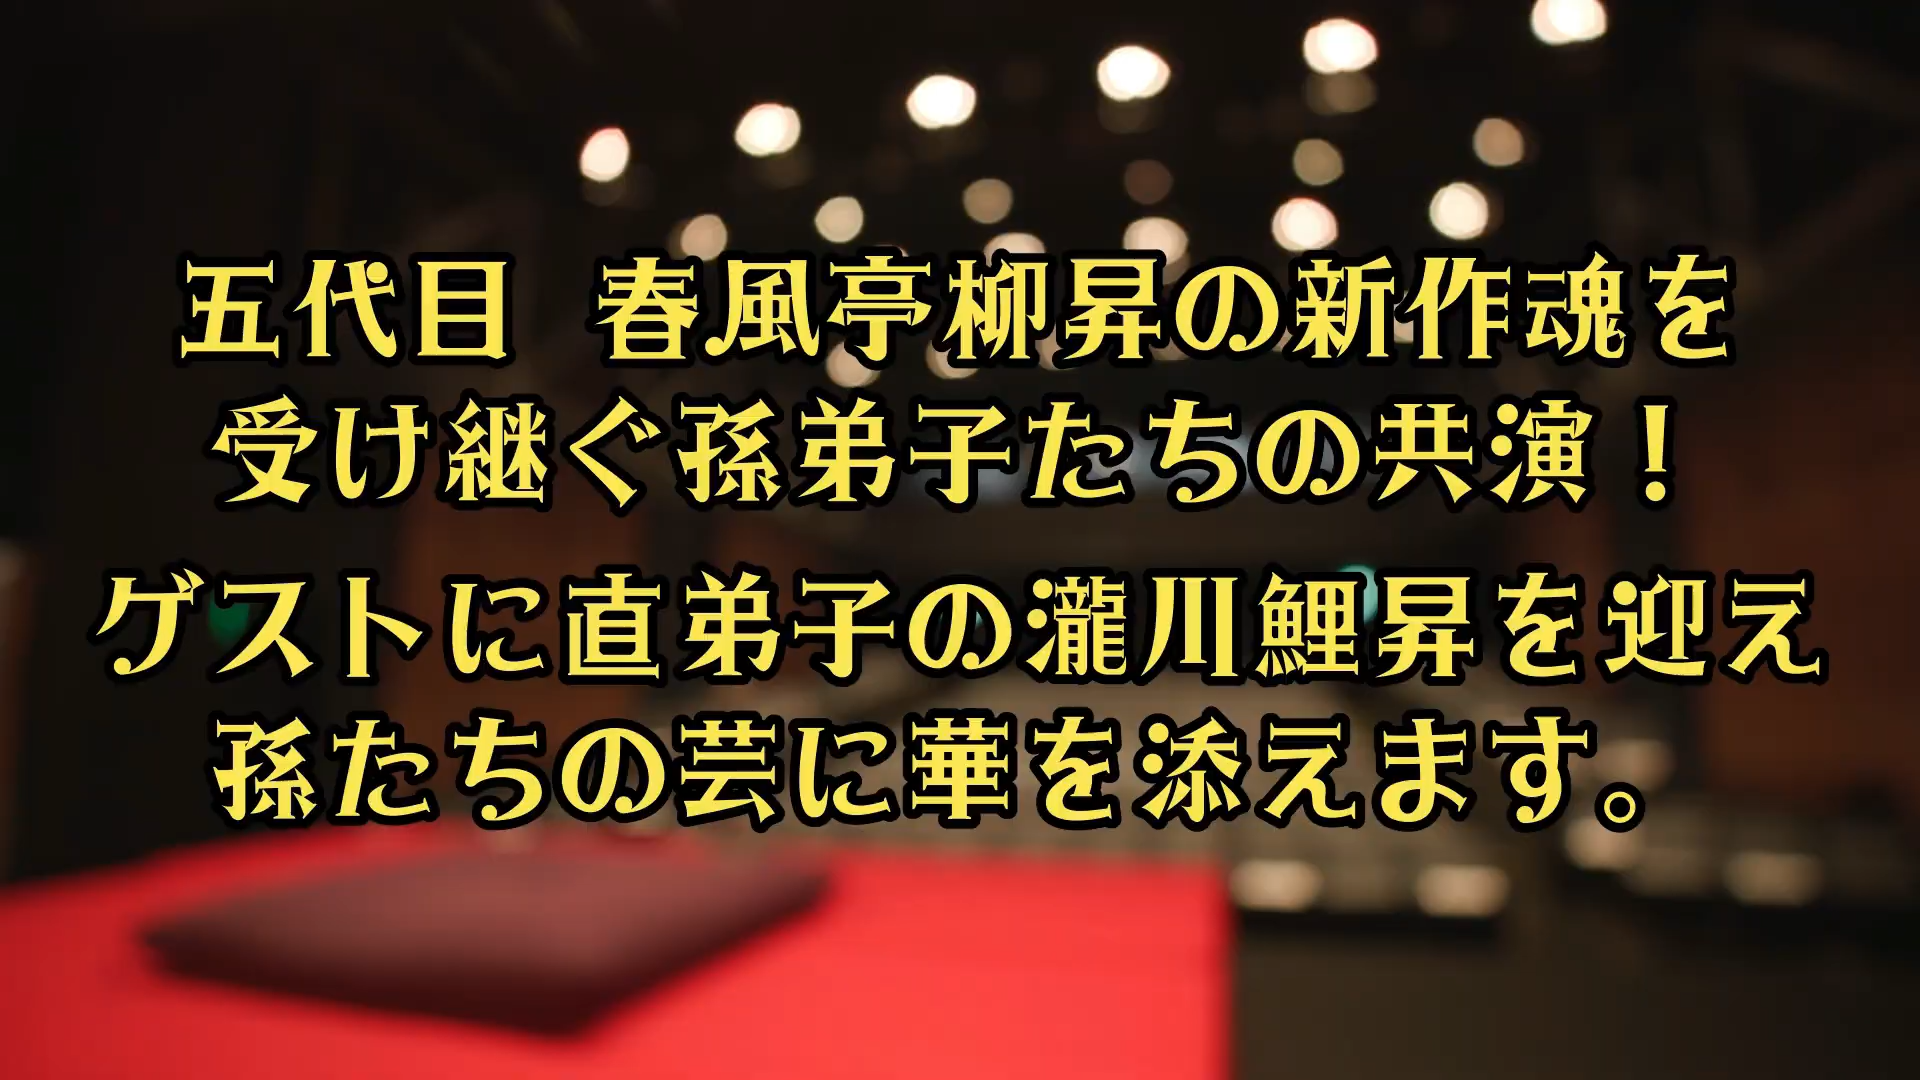 五代目 春風亭柳昇の新作魂を
受け継ぐ孫弟子たちの共演！
ゲストに直弟子の瀧川鯉昇を迎え
孫たちの芸に華を添えます。